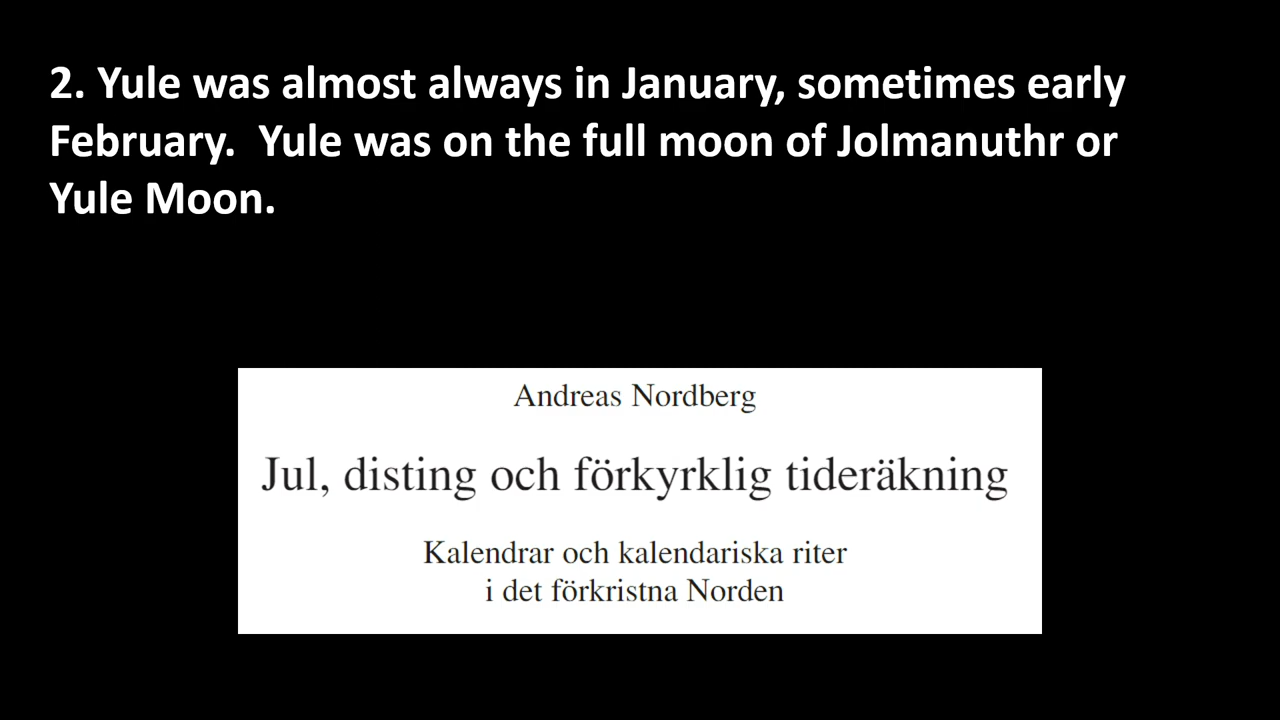 2. Yule was almost always in January, sometimes early
February.  Yule was on the full moon of Jolmanuthr or
Yule Moon.
Andreas Nordberg
Jul, disting och förkyrklig tideräkning
Kalendrar och kalendariska riter
i det förkristna Norden